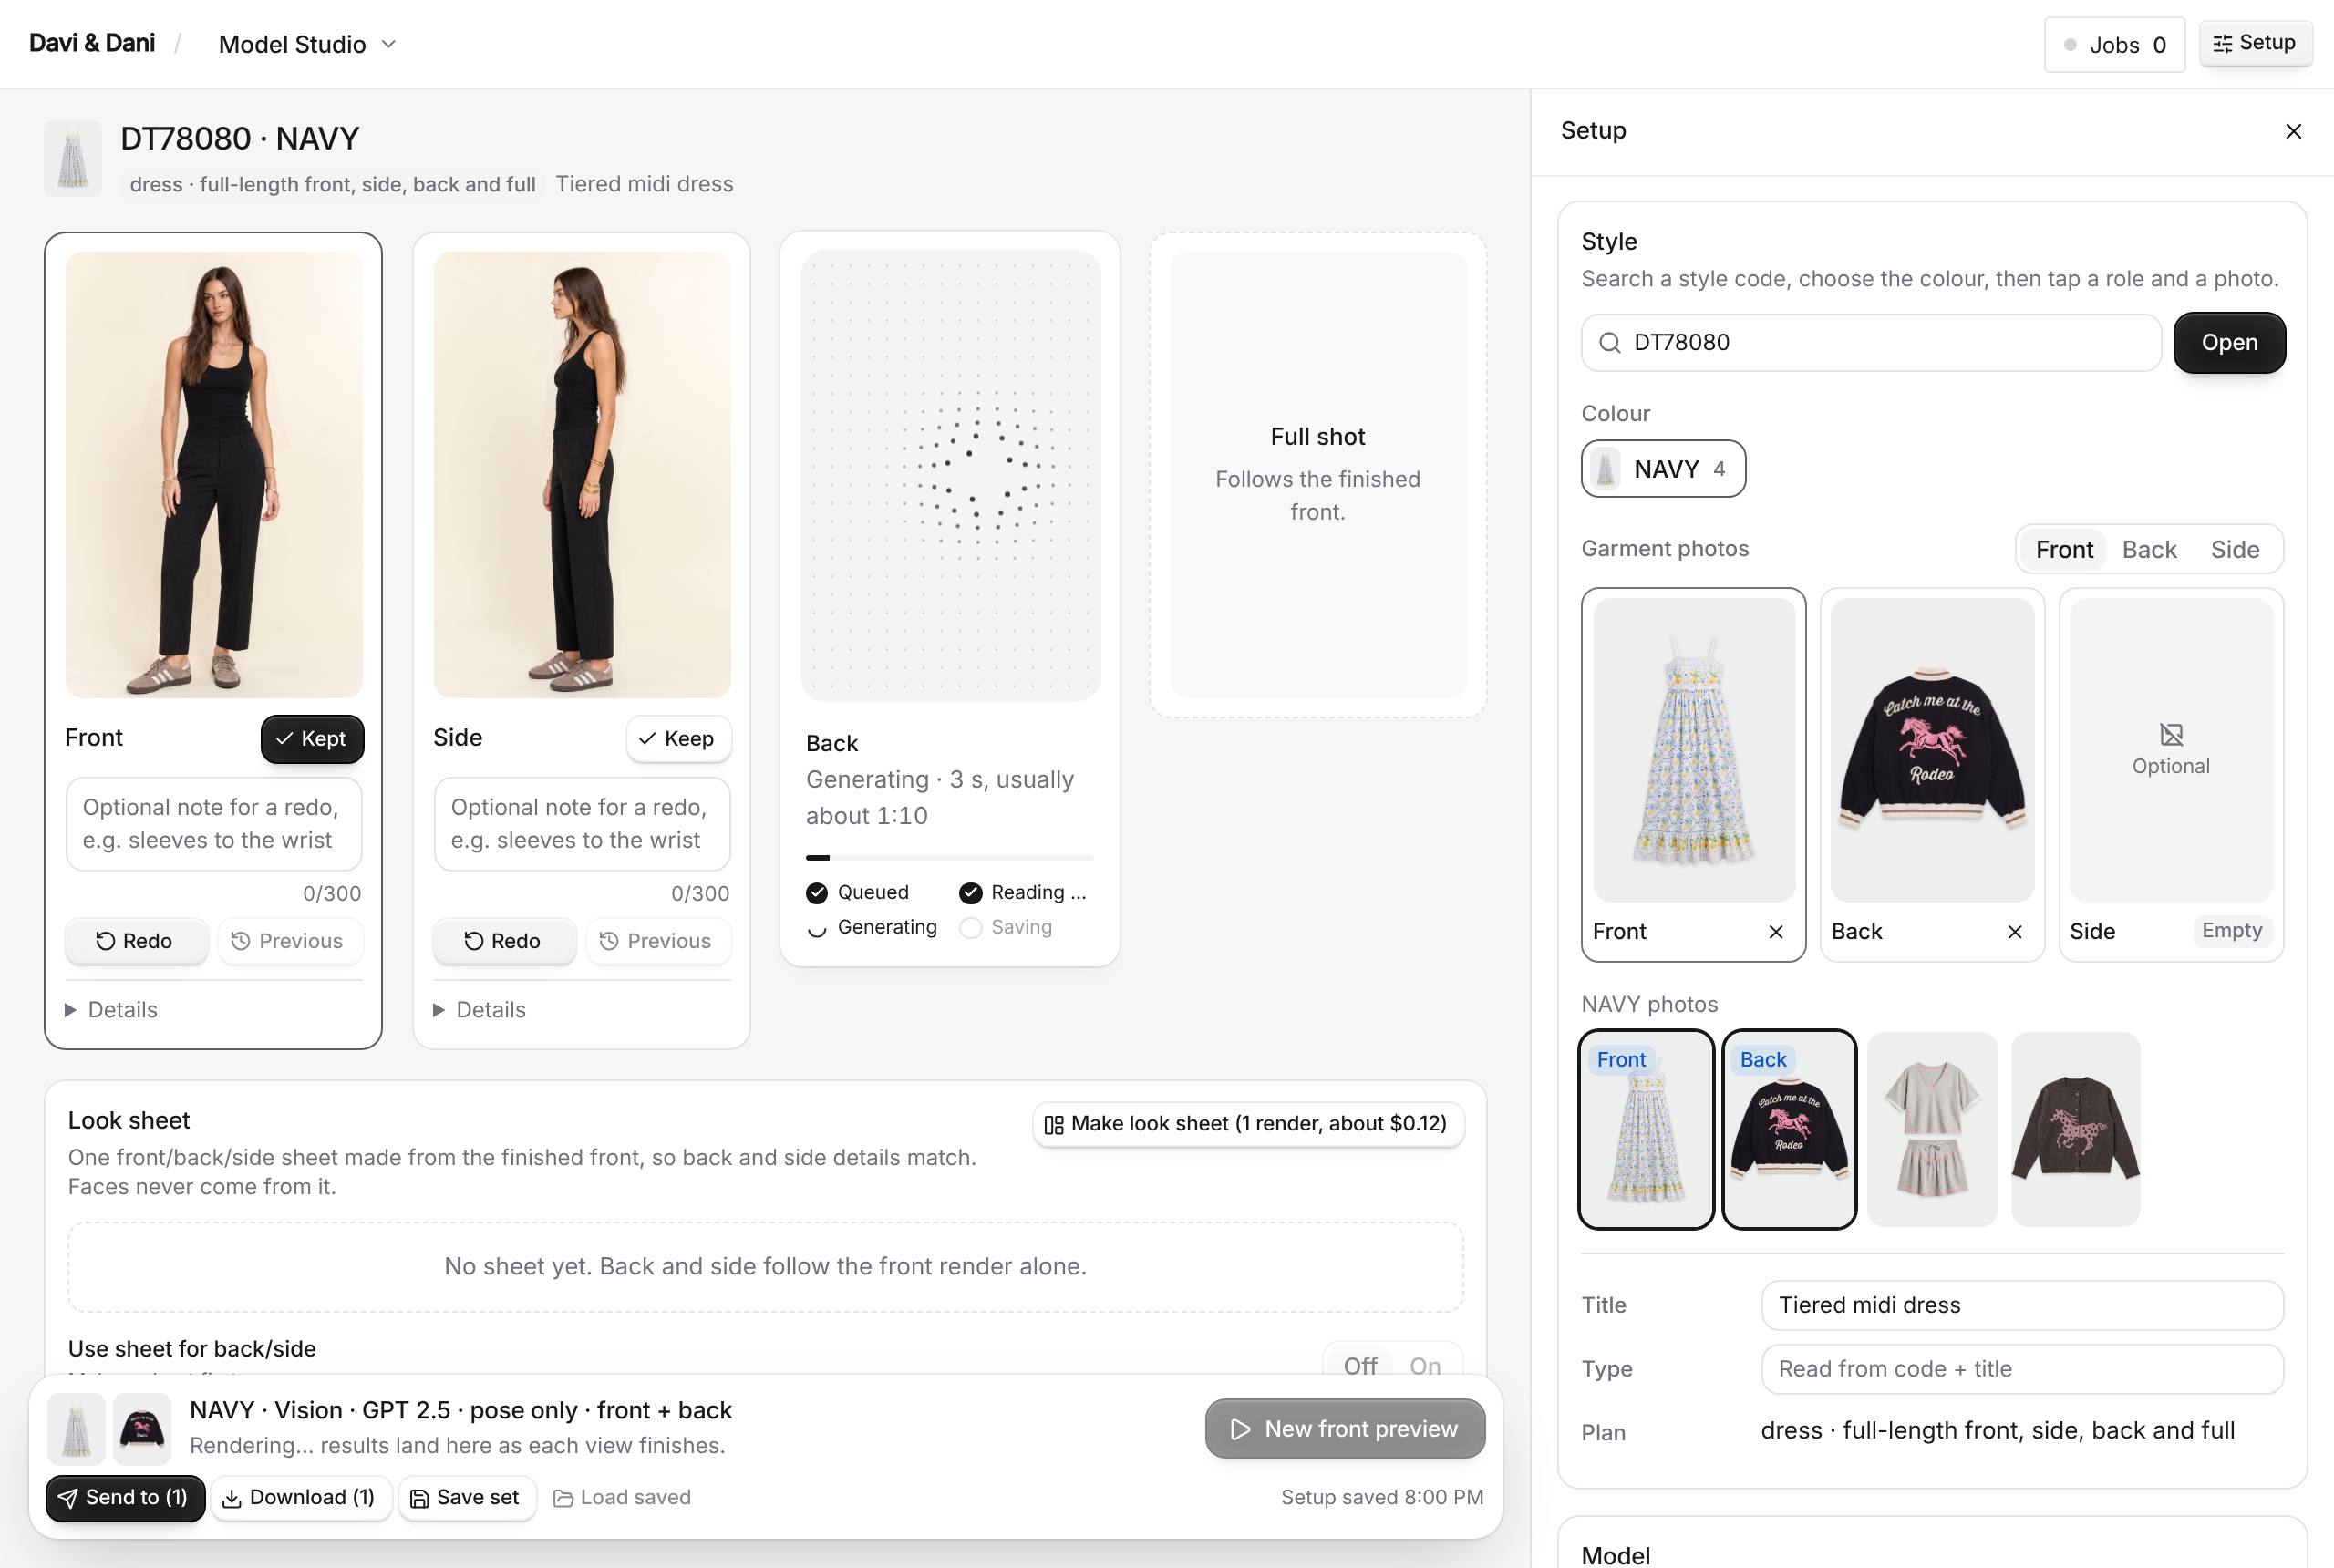 Davi & Dani / Model Studio
Jobs 0
Setup
DT78080 · NAVY
dress · full-length front, side, back and full Tiered midi dress
Front
Kept
Optional note for a redo,
e.g. sleeves to the wrist
0/300
Redo
Previous
Details
Side
Keep
Optional note for a redo,
e.g. sleeves to the wrist
0/300
Redo
Previous
Details
Back
Generating · 3 s, usually
about 1:10
Queued
Reading ...
Generating
Saving
Full shot
Follows the finished
front.
Look sheet
Make look sheet (1 render, about $0.12)
One front/back/side sheet made from the finished front, so back and side details match.
Faces never come from it.
No sheet yet. Back and side follow the front render alone.
Use sheet for back/side
Off On
NAVY · Vision · GPT 2.5 · pose only · front + back
Rendering... results land here as each view finishes.
New front preview
Send to (1)
Download (1)
Save set
Load saved
Setup saved 8:00 PM
Setup
Style
Search a style code, choose the colour, then tap a role and a photo.
DT78080
Open
Colour
NAVY 4
Garment photos
Front Back Side
Catch me at the
Rodeo
Optional
Front
Back
Side
Empty
NAVY photos
Front
Back
Catch me at the
Rodeo
Title
Tiered midi dress
Type
Read from code + title
Plan
dress · full-length front, side, back and full
Model